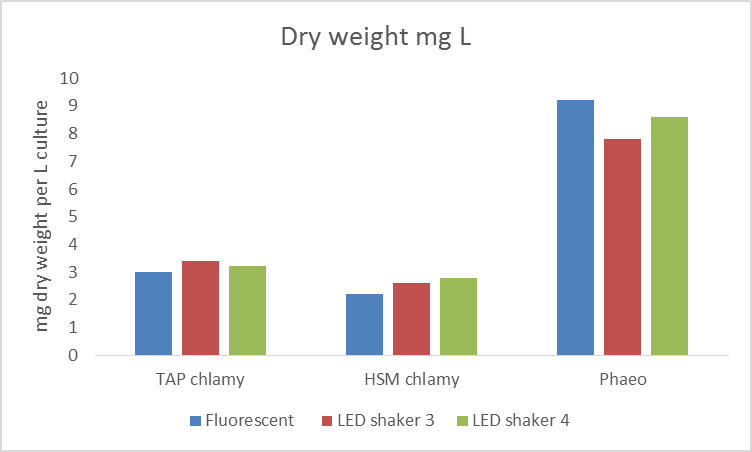 Dry weight mg L
mg dry weight per L culture
10
9
8
7
6
5
4
3
2
1
0
TAP chlamy HSM chlamy Phaeo
Fluorescent LED shaker 3 LED shaker 4